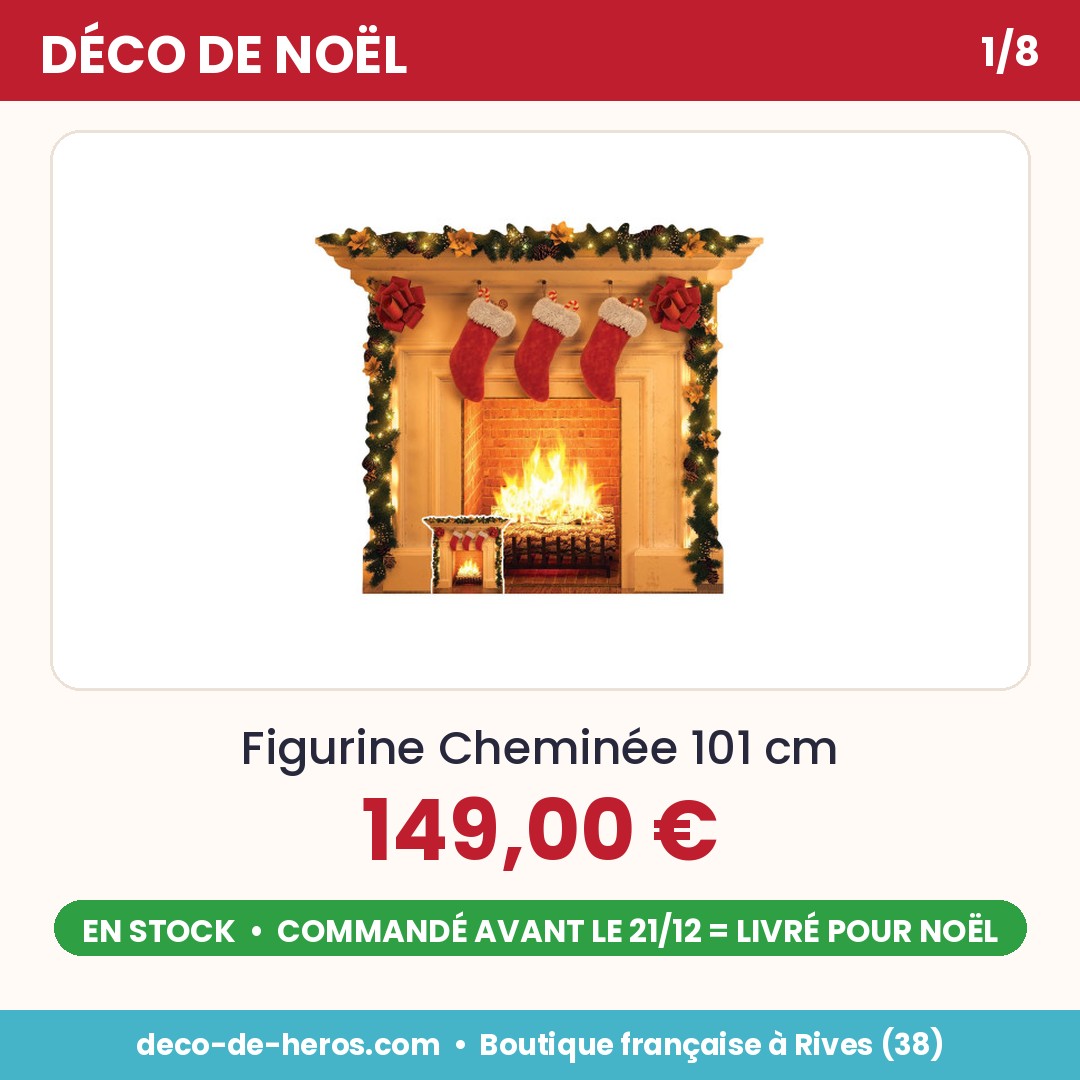 DÉCO DE NOËL
1/8
Figurine Cheminée 101 cm
149,00 €
EN STOCK • COMMANDÉ AVANT LE 21/12 = LIVRÉ POUR NOËL
deco-de-heros.com • Boutique française à Rives (38)